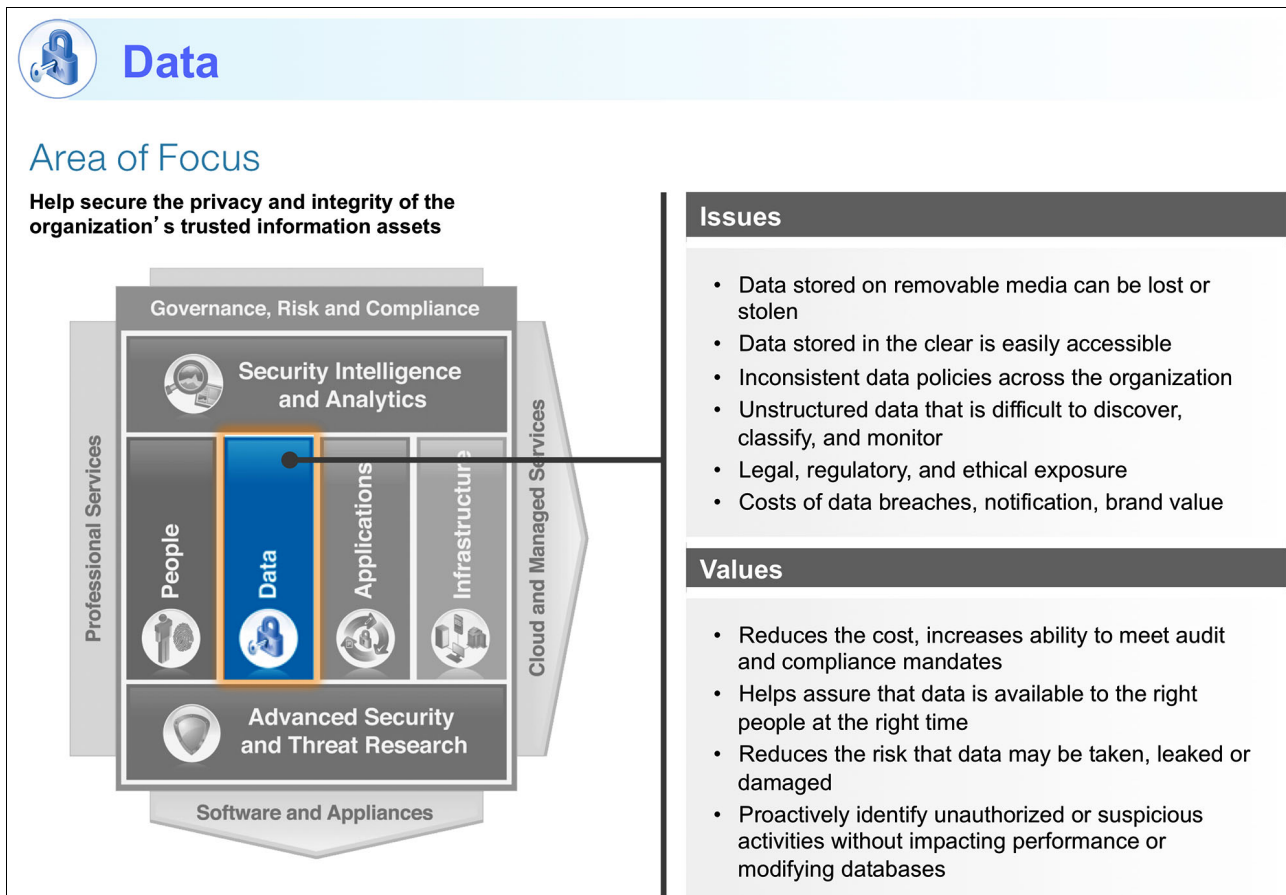 Data
Area of Focus
Help secure the privacy and integrity of the
organization's trusted information assets
Governance, Risk and Compliance
Security Intelligence
and Analytics
Professional Services
People
Data
Applications
Infrastructure
Cloud and Managed Services
Advanced Security
and Threat Research
Software and Appliances
Issues
• Data stored on removable media can be lost or
stolen
• Data stored in the clear is easily accessible
• Inconsistent data policies across the organization
• Unstructured data that is difficult to discover,
classify, and monitor
• Legal, regulatory, and ethical exposure
• Costs of data breaches, notification, brand value
Values
• Reduces the cost, increases ability to meet audit
and compliance mandates
• Helps assure that data is available to the right
people at the right time
• Reduces the risk that data may be taken, leaked or
damaged
• Proactively identify unauthorized or suspicious
activities without impacting performance or
modifying databases